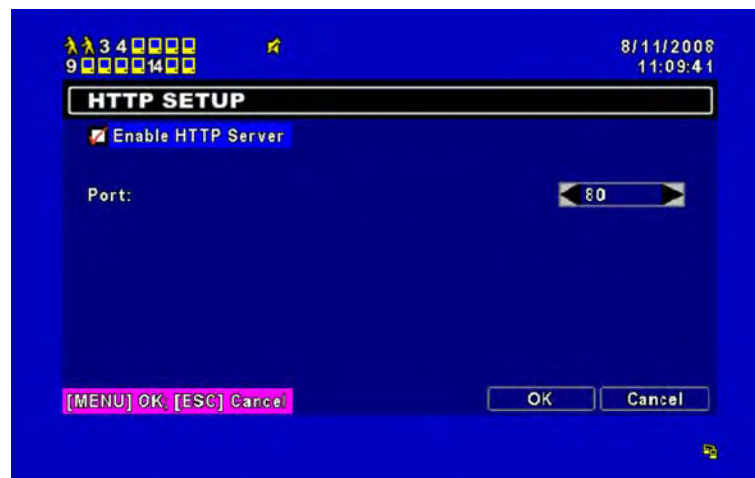 3 4
8/11/2008
9 14
11:09:41
HTTP SETUP
Enable HTTP Server
Port: 80
[MENU] OK; [ESC] Cancel
OK Cancel